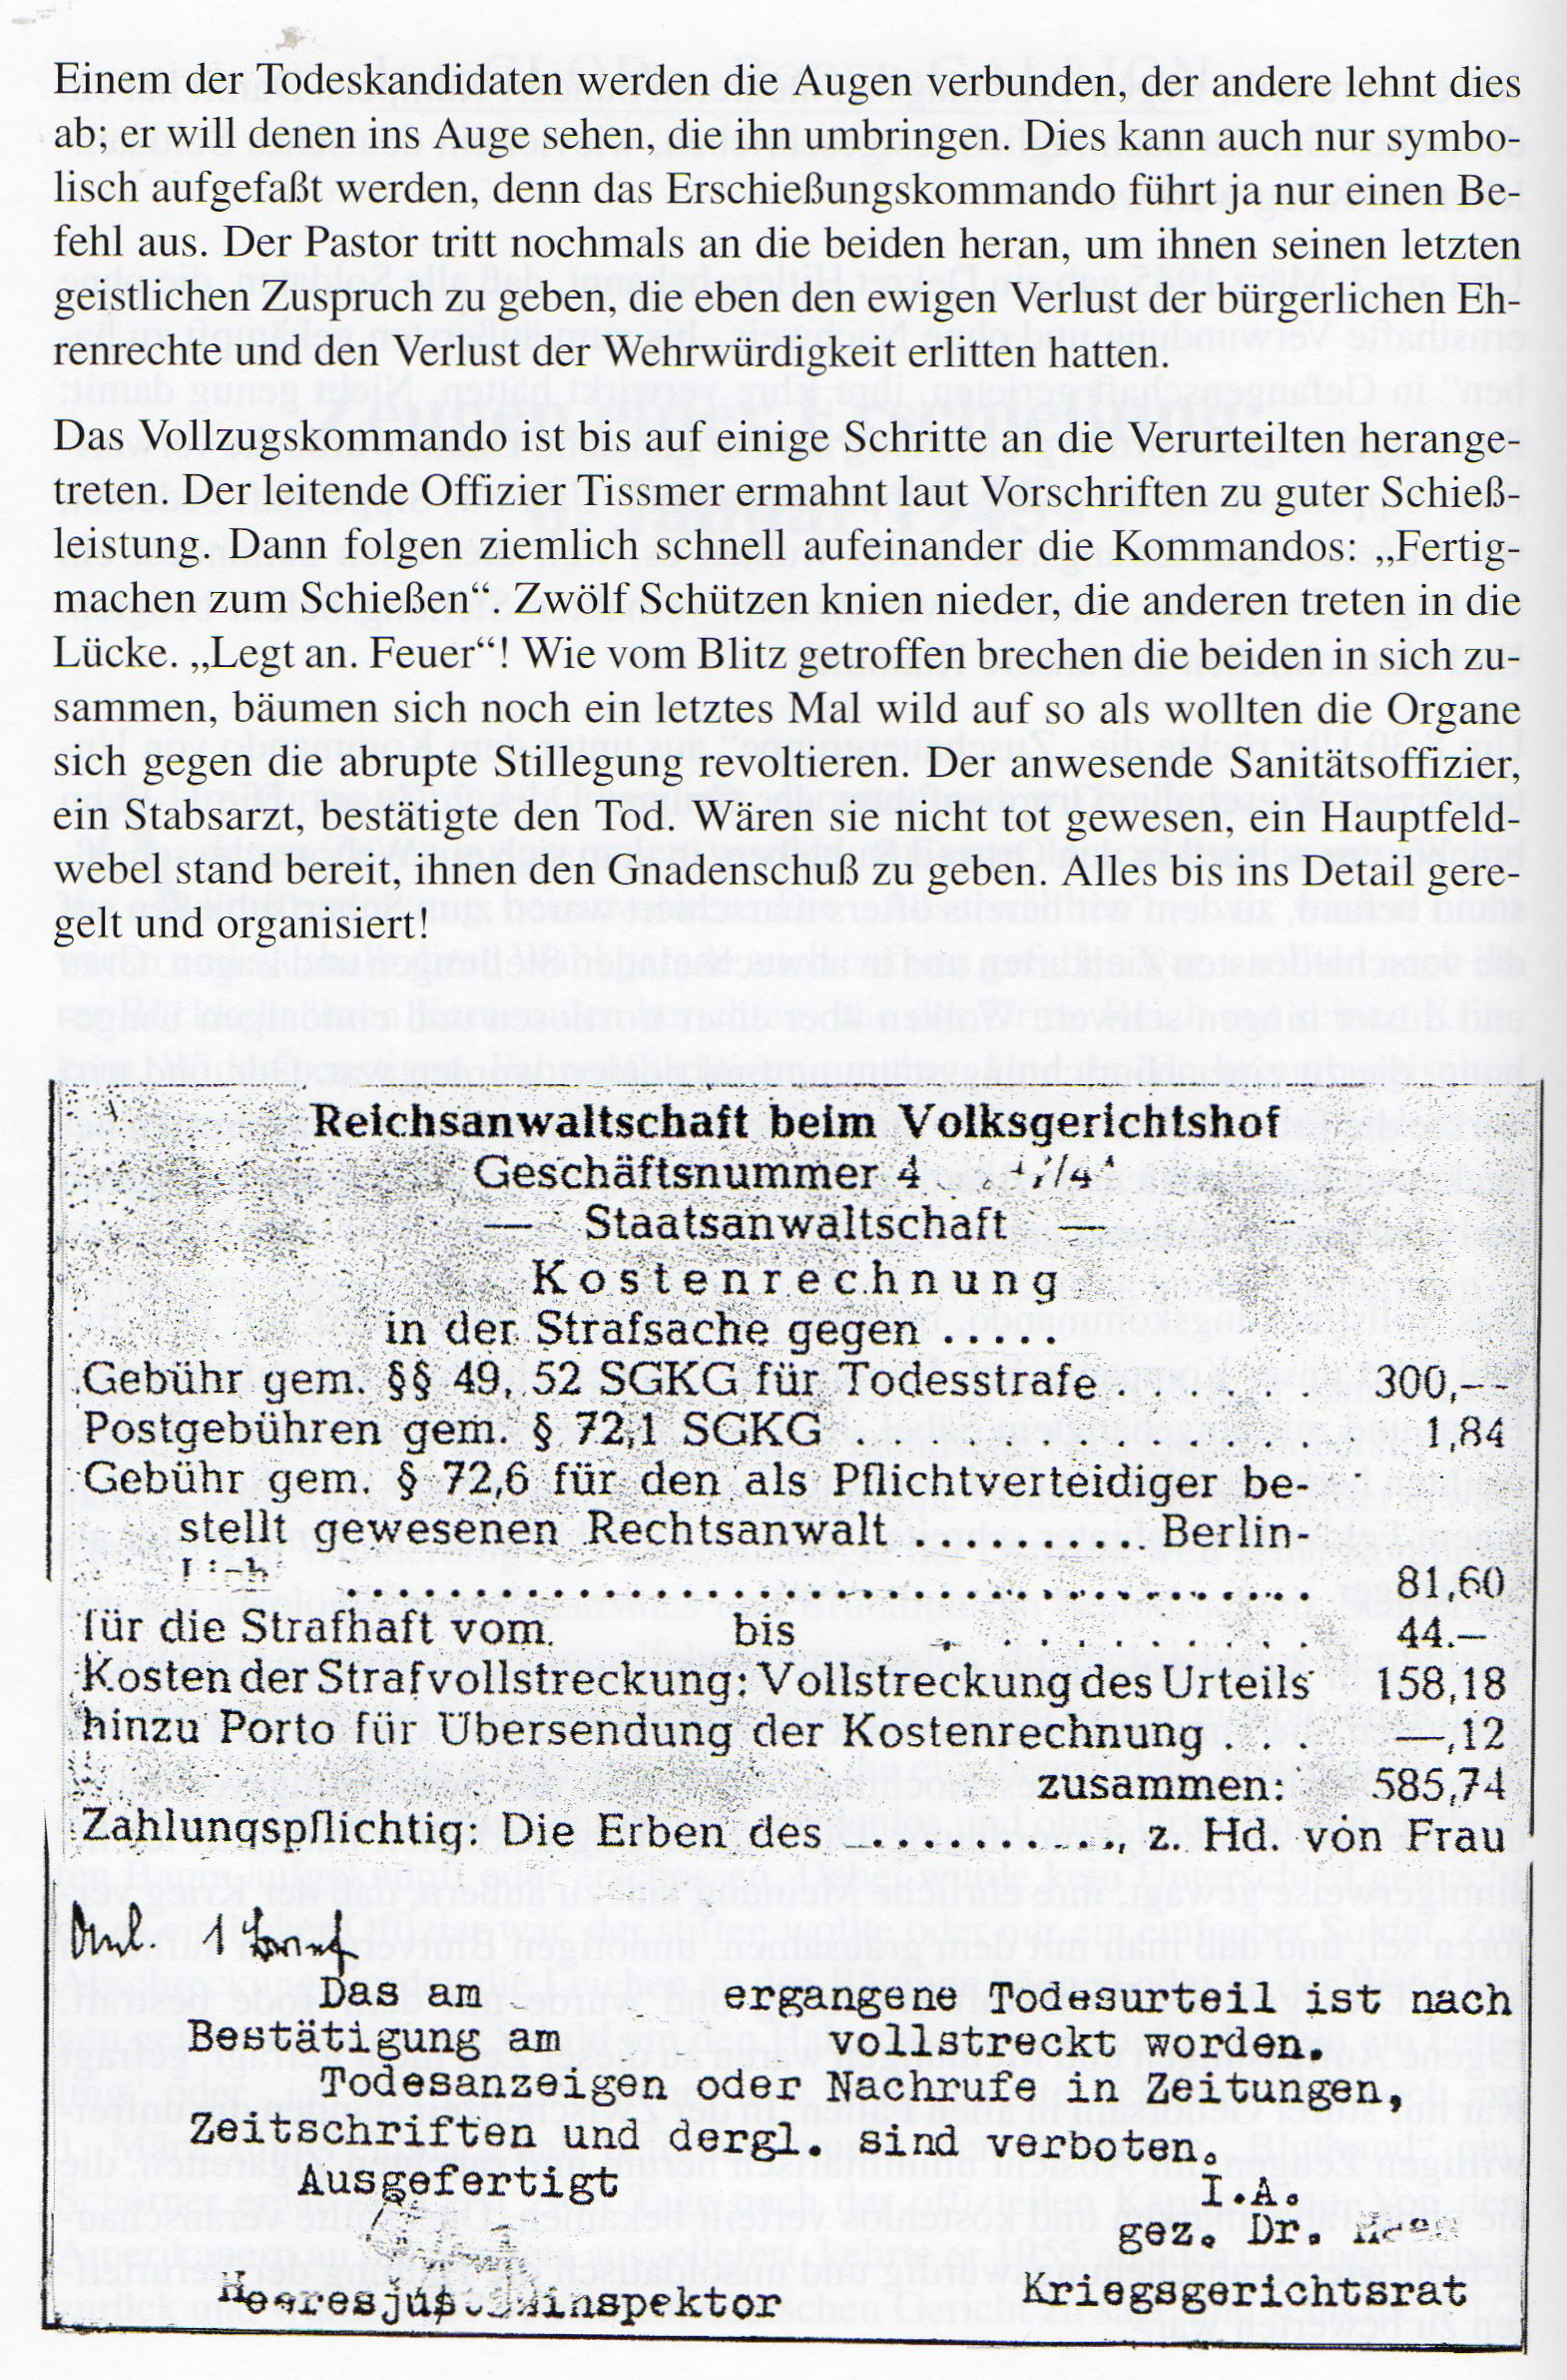 Einem der Todeskandidaten werden die Augen verbunden, der andere lehnt dies
ab; er will denen ins Auge sehen, die ihn umbringen. Dies kann auch nur symbo-
lisch aufgefaßt werden, denn das Erschießungskommando führt ja nur einen Be-
fehl aus. Der Pastor tritt nochmals an die beiden heran, um ihnen seinen letzten
geistlichen Zuspruch zu geben, die eben den ewigen Verlust der bürgerlichen Eh-
renrechte und den Verlust der Wehrwürdigkeit erlitten hatten.
Das Vollzugskommando ist bis auf einige Schritte an die Verurteilten herange-
treten. Der leitende Offizier Tissmer ermahnt laut Vorschriften zu guter Schieß-
leistung. Dann folgen ziemlich schnell aufeinander die Kommandos: „Fertig-
machen zum Schießen“. Zwölf Schützen knien nieder, die anderen treten in die
Lücke. „Legt an. Feuer“! Wie vom Blitz getroffen brechen die beiden in sich zu-
sammen, bäumen sich noch ein letztes Mal wild auf so als wollten die Organe
sich gegen die abrupte Stillegung revoltieren. Der anwesende Sanitätsoffizier,
ein Stabsarzt, bestätigte den Tod. Wären sie nicht tot gewesen, ein Hauptfeld-
webel stand bereit, ihnen den Gnadenschuß zu geben. Alles bis ins Detail gere-
gelt und organisiert!
Reichsanwaltschaft beim Volksgerichtshof
Geschäftsnummer 4
— Staatsanwaltschaft —
Kostenrechnung
in der Strafsache gegen .....
Gebühr gem. §§ 49, 52 SGKG für Todesstrafe . . . . . . 300,--
Postgebühren gem. § 72,1 SGKG . . . . . . . . . . . . . . 1,84
Gebühr gem. § 72,6 für den als Pflichtverteidiger be-
stellt gewesenen Rechtsanwalt .......... Berlin-
........................................ 81,60
für die Strafhaft vom bis . . . . . . . . . . 44.—
Kosten der Strafvollstreckung: Vollstreckung des Urteils 158,18
hinzu Porto für Übersendung der Kostenrechnung . . . —,12
zusammen: 585,74
Zahlungspflichtig: Die Erben des .........., z. Hd. von Frau
Anl. 1 Brief
Das am ergangene Todesurteil ist nach
Bestätigung am vollstreckt worden.
Todesanzeigen oder Nachrufe in Zeitungen,
Zeitschriften und dergl. sind verboten.
Ausgefertigt
I.A.
gez. Dr.
Heeresjustizinspektor
Kriegsgerichtsrat